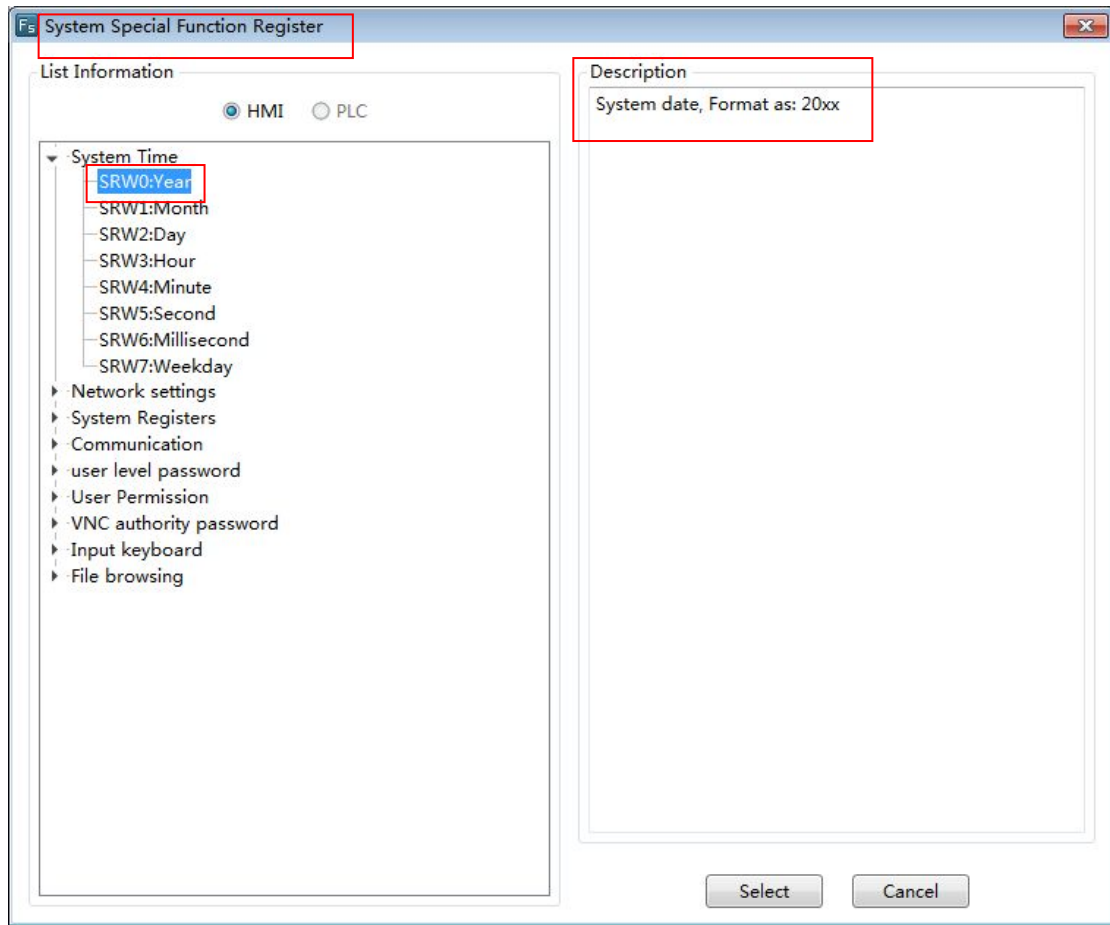 Fs System Special Function Register
List Information
HMI PLC
System Time
SRW0:Year
SRW1:Month
SRW2:Day
SRW3:Hour
SRW4:Minute
SRW5:Second
SRW6:Millisecond
SRW7:Weekday
Network settings
System Registers
Communication
user level password
User Permission
VNC authority password
Input keyboard
File browsing
Description
System date, Format as: 20xx
Select Cancel